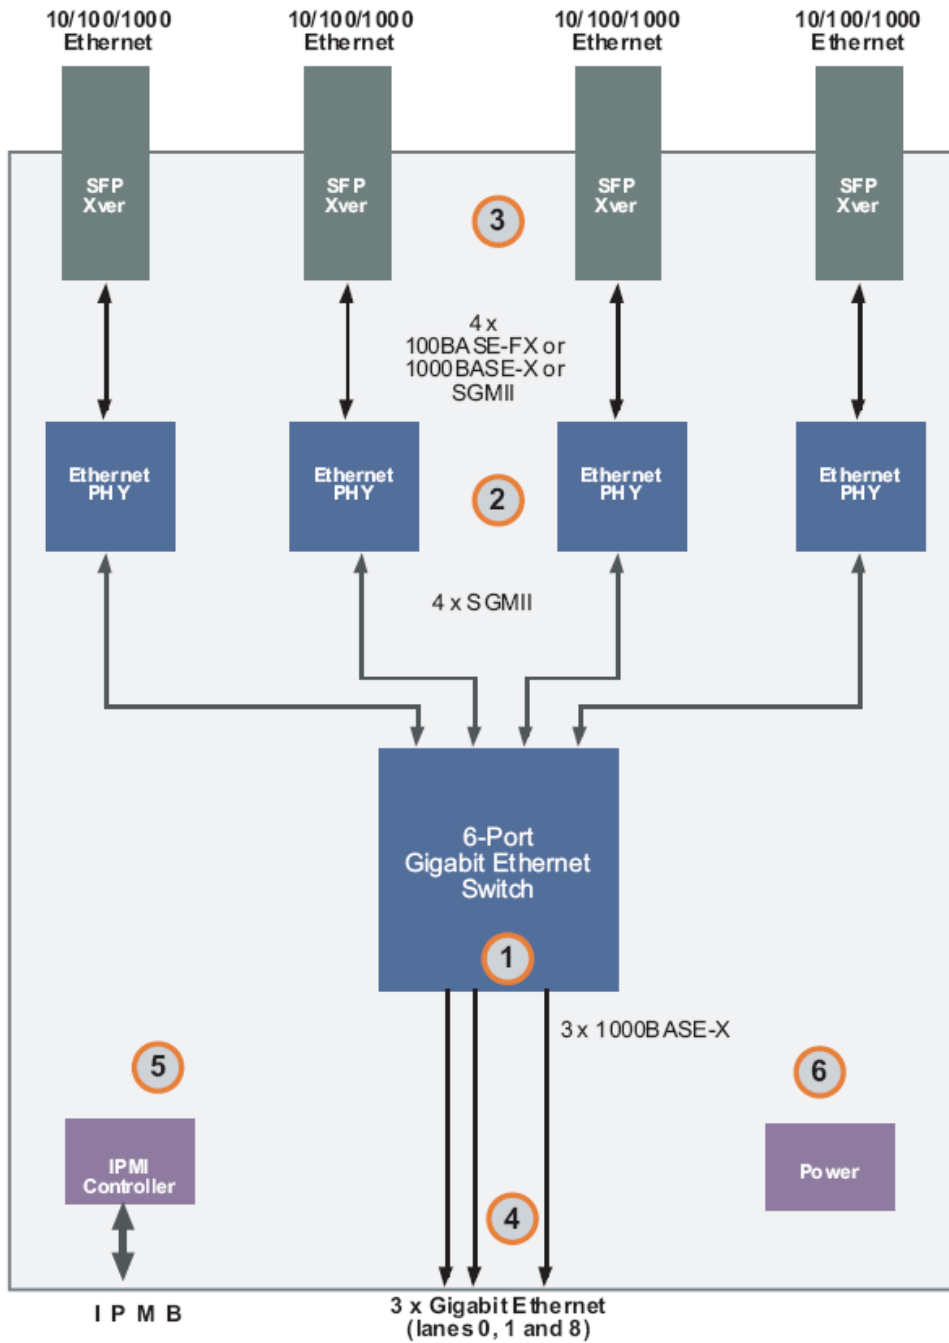 10/100/1000
Ethernet
10/100/1000
Ethernet
10/100/1000
Ethernet
10/100/1000
Ethernet
SFP
Xver
SFP
Xver
SFP
Xver
SFP
Xver
3
4 x
100BASE-FX or
1000BASE-X or
SGMII
Ethernet
PHY
Ethernet
PHY
Ethernet
PHY
Ethernet
PHY
2
4 x SGMII
6-Port
Gigabit Ethernet
Switch
1
3 x 1000BASE-X
5
6
IPMI
Controller
Power
4
I P M B
3 x Gigabit Ethernet
(lanes 0, 1 and 8)